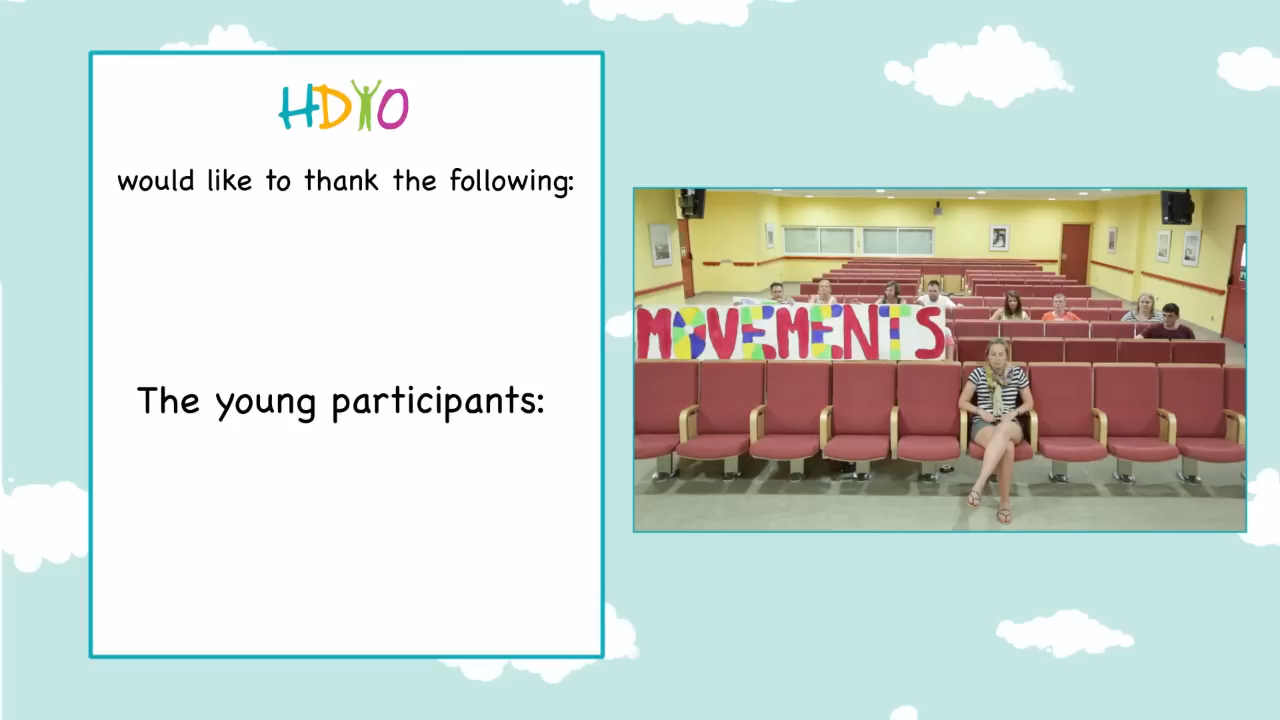 HDYO
would like to thank the following:
The young participants:
MOVEMENTS